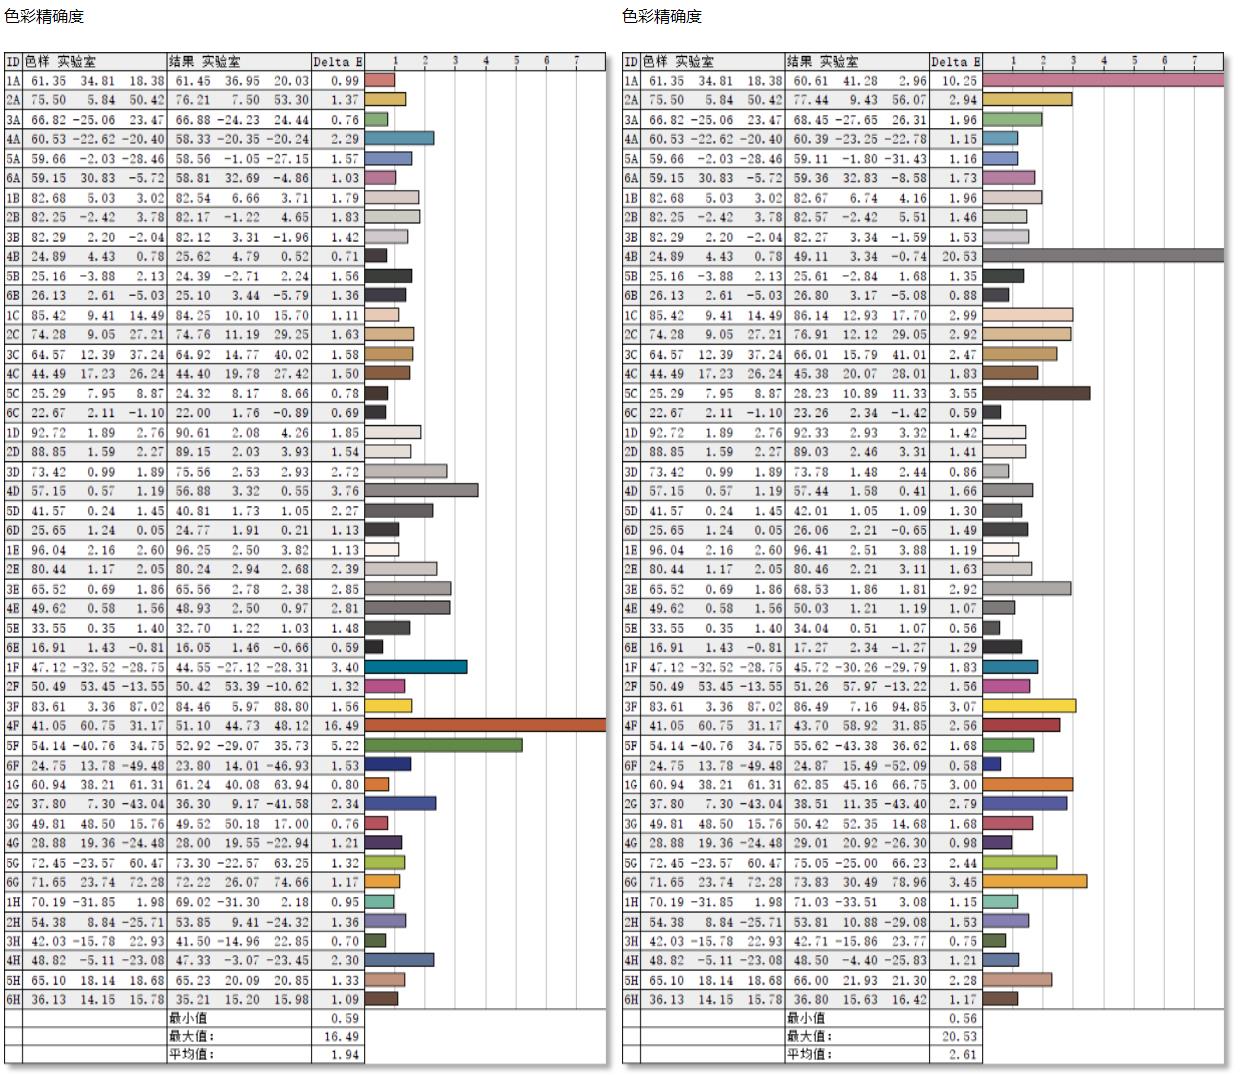 色彩精确度
ID 色样 实验室 结果 实验室 Delta E 1 2 3 4 5 6 7
1A 61.35 34.81 18.38 61.45 36.95 20.03 0.99
2A 75.50 5.84 50.42 76.21 7.50 53.30 1.37
3A 66.82 -25.06 23.47 66.88 -24.23 24.44 0.76
4A 60.53 -22.62 -20.40 58.33 -20.35 -20.24 2.29
5A 59.66 -2.03 -28.46 58.56 -1.05 -27.15 1.57
6A 59.15 30.83 -5.72 58.81 32.69 -4.86 1.03
1B 82.68 5.03 3.02 82.54 6.66 3.71 1.79
2B 82.25 -2.42 3.78 82.17 -1.22 4.65 1.83
3B 82.29 2.20 -2.04 82.12 3.31 -1.96 1.42
4B 24.89 4.43 0.78 25.62 4.79 0.52 0.71
5B 25.16 -3.88 2.13 24.39 -2.71 2.24 1.56
6B 26.13 2.61 -5.03 25.10 3.44 -5.79 1.36
1C 85.42 9.41 14.49 84.25 10.10 15.70 1.11
2C 74.28 9.05 27.21 74.76 11.19 29.25 1.63
3C 64.57 12.39 37.24 64.92 14.77 40.02 1.58
4C 44.49 17.23 26.24 44.40 19.78 27.42 1.50
5C 25.29 7.95 8.87 24.32 8.17 8.66 0.78
6C 22.67 2.11 -1.10 22.00 1.76 -0.89 0.69
1D 92.72 1.89 2.76 90.61 2.08 4.26 1.85
2D 88.85 1.59 2.27 89.15 2.03 3.93 1.54
3D 73.42 0.99 1.89 75.56 2.53 2.93 2.72
4D 57.15 0.57 1.19 56.88 3.32 0.55 3.76
5D 41.57 0.24 1.45 40.81 1.73 1.05 2.27
6D 25.65 1.24 0.05 24.77 1.91 0.21 1.13
1E 96.04 2.16 2.60 96.25 2.50 3.82 1.13
2E 80.44 1.17 2.05 80.24 2.94 2.68 2.39
3E 65.52 0.69 1.86 65.56 2.78 2.38 2.85
4E 49.62 0.58 1.56 48.93 2.50 0.97 2.81
5E 33.55 0.35 1.40 32.70 1.22 1.03 1.48
6E 16.91 1.43 -0.81 16.05 1.46 -0.66 0.59
1F 47.12 -32.52 -28.75 44.55 -27.12 -28.31 3.40
2F 50.49 53.45 -13.55 50.42 53.39 -10.62 1.32
3F 83.61 3.36 87.02 84.46 5.97 88.80 1.56
4F 41.05 60.75 31.17 51.10 44.73 48.12 16.49
5F 54.14 -40.76 34.75 52.92 -29.07 35.73 5.22
6F 24.75 13.78 -49.48 23.80 14.01 -46.93 1.53
1G 60.94 38.21 61.31 61.24 40.08 63.94 0.80
2G 37.80 7.30 -43.04 36.30 9.17 -41.58 2.34
3G 49.81 48.50 15.76 49.52 50.18 17.00 0.76
4G 28.88 19.36 -24.48 28.00 19.55 -22.94 1.21
5G 72.45 -23.57 60.47 73.30 -22.57 63.25 1.32
6G 71.65 23.74 72.28 72.22 26.07 74.66 1.17
1H 70.19 -31.85 1.98 69.02 -31.30 2.18 0.95
2H 54.38 8.84 -25.71 53.85 9.41 -24.32 1.36
3H 42.03 -15.78 22.93 41.50 -14.96 22.85 0.70
4H 48.82 -5.11 -23.08 47.33 -3.07 -23.45 2.30
5H 65.10 18.14 18.68 65.23 20.09 20.85 1.33
6H 36.13 14.15 15.78 35.21 15.20 15.98 1.09
最小值 0.59
最大值: 16.49
平均值: 1.94
色彩精确度
ID 色样 实验室 结果 实验室 Delta E 1 2 3 4 5 6 7
1A 61.35 34.81 18.38 60.61 41.28 2.96 10.25
2A 75.50 5.84 50.42 77.44 9.43 56.07 2.94
3A 66.82 -25.06 23.47 68.45 -27.65 26.31 1.96
4A 60.53 -22.62 -20.40 60.39 -23.25 -22.78 1.15
5A 59.66 -2.03 -28.46 59.11 -1.80 -31.43 1.16
6A 59.15 30.83 -5.72 59.36 32.83 -8.58 1.73
1B 82.68 5.03 3.02 82.67 6.74 3.71 1.96
2B 82.25 -2.42 3.78 82.57 -2.42 5.51 1.46
3B 82.29 2.20 -2.04 82.27 3.34 -1.59 1.53
4B 24.89 4.43 0.78 49.11 3.34 -0.74 20.53
5B 25.16 -3.88 2.13 25.61 -2.84 1.68 1.35
6B 26.13 2.61 -5.03 26.80 3.17 -5.08 0.88
1C 85.42 9.41 14.49 86.14 12.93 17.70 2.99
2C 74.28 9.05 27.21 76.91 12.12 29.05 2.92
3C 64.57 12.39 37.24 66.01 15.79 41.01 2.47
4C 44.49 17.23 26.24 45.38 20.07 28.01 1.83
5C 25.29 7.95 8.87 28.23 10.89 11.33 3.55
6C 22.67 2.11 -1.10 23.26 2.34 -1.42 0.59
1D 92.72 1.89 2.76 92.33 2.93 3.32 1.42
2D 88.85 1.59 2.27 89.03 2.46 3.31 1.41
3D 73.42 0.99 1.89 73.78 1.48 2.44 0.86
4D 57.15 0.57 1.19 57.44 1.58 0.41 1.66
5D 41.57 0.24 1.45 42.01 1.05 1.09 1.30
6D 25.65 1.24 0.05 26.06 2.21 -0.65 1.49
1E 96.04 2.16 2.60 96.41 2.51 3.88 1.19
2E 80.44 1.17 2.05 80.46 2.21 3.11 1.63
3E 65.52 0.69 1.86 68.53 1.86 1.81 2.92
4E 49.62 0.58 1.56 50.03 1.21 1.19 1.07
5E 33.55 0.35 1.40 34.04 0.51 1.07 0.56
6E 16.91 1.43 -0.81 17.27 2.34 -1.27 1.29
1F 47.12 -32.52 -28.75 45.72 -30.26 -29.79 1.83
2F 50.49 53.45 -13.55 51.26 57.97 -13.22 1.56
3F 83.61 3.36 87.02 86.49 7.16 94.85 3.07
4F 41.05 60.75 31.17 43.70 58.92 31.85 2.56
5F 54.14 -40.76 34.75 55.62 -43.38 36.62 1.68
6F 24.75 13.78 -49.48 24.87 15.49 -52.09 0.58
1G 60.94 38.21 61.31 62.85 45.16 66.75 3.00
2G 37.80 7.30 -43.04 38.51 11.35 -43.40 2.79
3G 49.81 48.50 15.76 50.42 52.35 14.68 1.68
4G 28.88 19.36 -24.48 29.01 20.92 -26.30 0.98
5G 72.45 -23.57 60.47 75.05 -25.00 66.23 2.44
6G 71.65 23.74 72.28 73.83 30.49 78.96 3.45
1H 70.19 -31.85 1.98 71.03 -33.51 3.08 1.15
2H 54.38 8.84 -25.71 53.81 10.88 -29.08 1.53
3H 42.03 -15.78 22.93 42.71 -15.86 23.77 0.75
4H 48.82 -5.11 -23.08 48.50 -4.40 -25.83 1.21
5H 65.10 18.14 18.68 66.00 21.93 21.30 2.28
6H 36.13 14.15 15.78 36.80 15.63 16.42 1.17
最小值 0.56
最大值: 20.53
平均值: 2.61